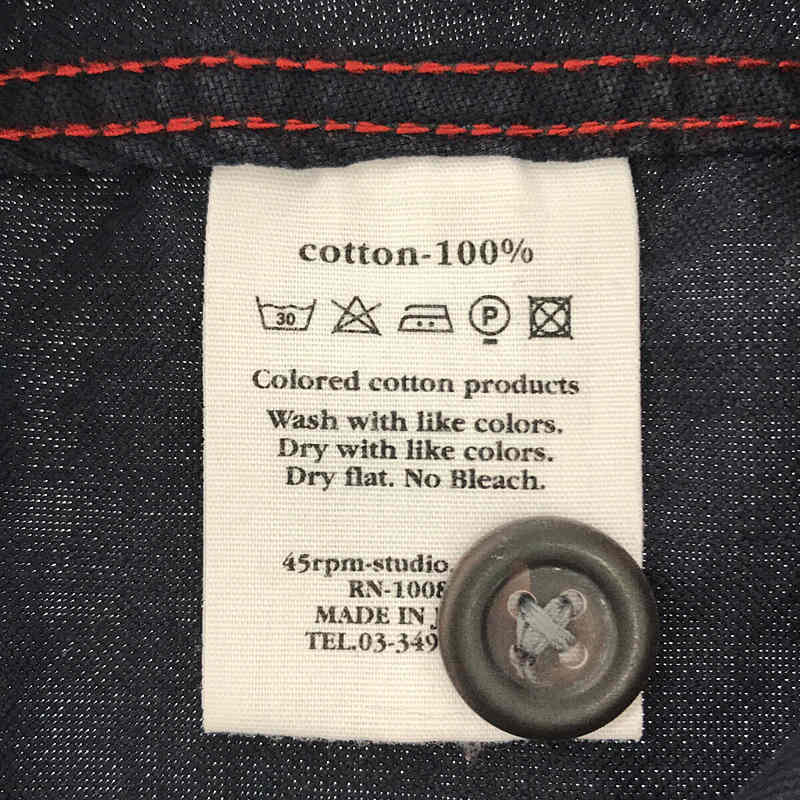 cotton-100%
30
P
Colored cotton products
Wash with like colors.
Dry with like colors.
Dry flat. No Bleach.
45rpm-studio.
RN-1008
MADE IN
TEL.03-349